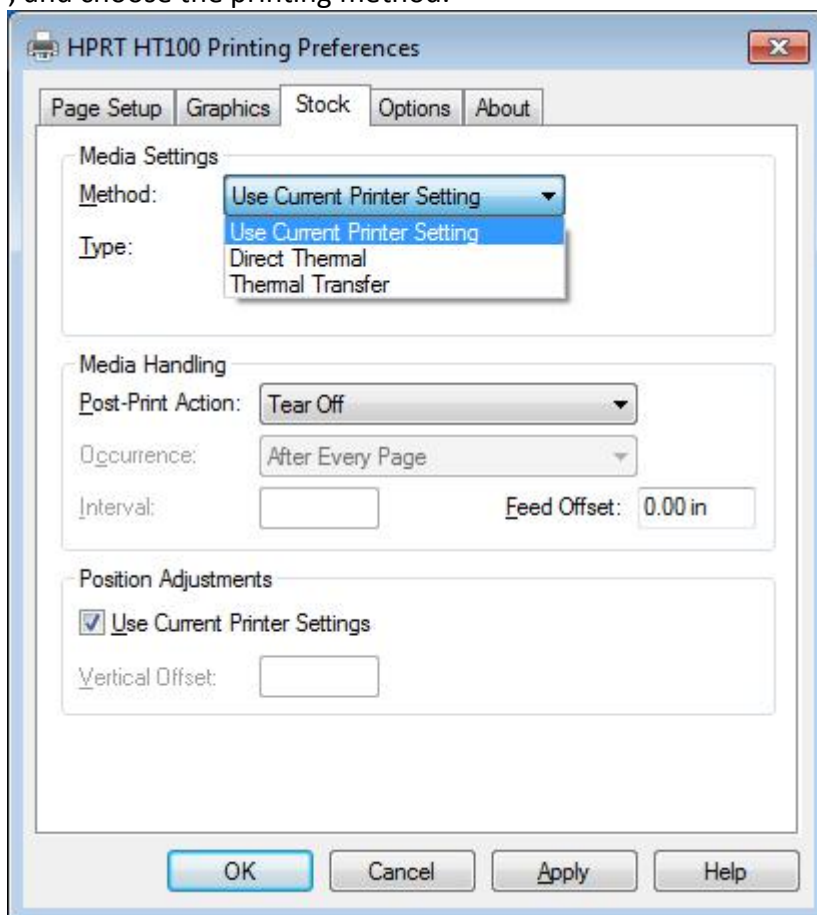 ) and choose the printing method.
HPRT HT100 Printing Preferences
Page Setup Graphics Stock Options About
Media Settings
Method: Use Current Printer Setting
Use Current Printer Setting
Type:
Direct Thermal
Thermal Transfer
Media Handling
Post-Print Action: Tear Off
Occurrence: After Every Page
Interval: Feed Offset: 0.00 in
Position Adjustments
Use Current Printer Settings
Vertical Offset:
OK Cancel Apply Help